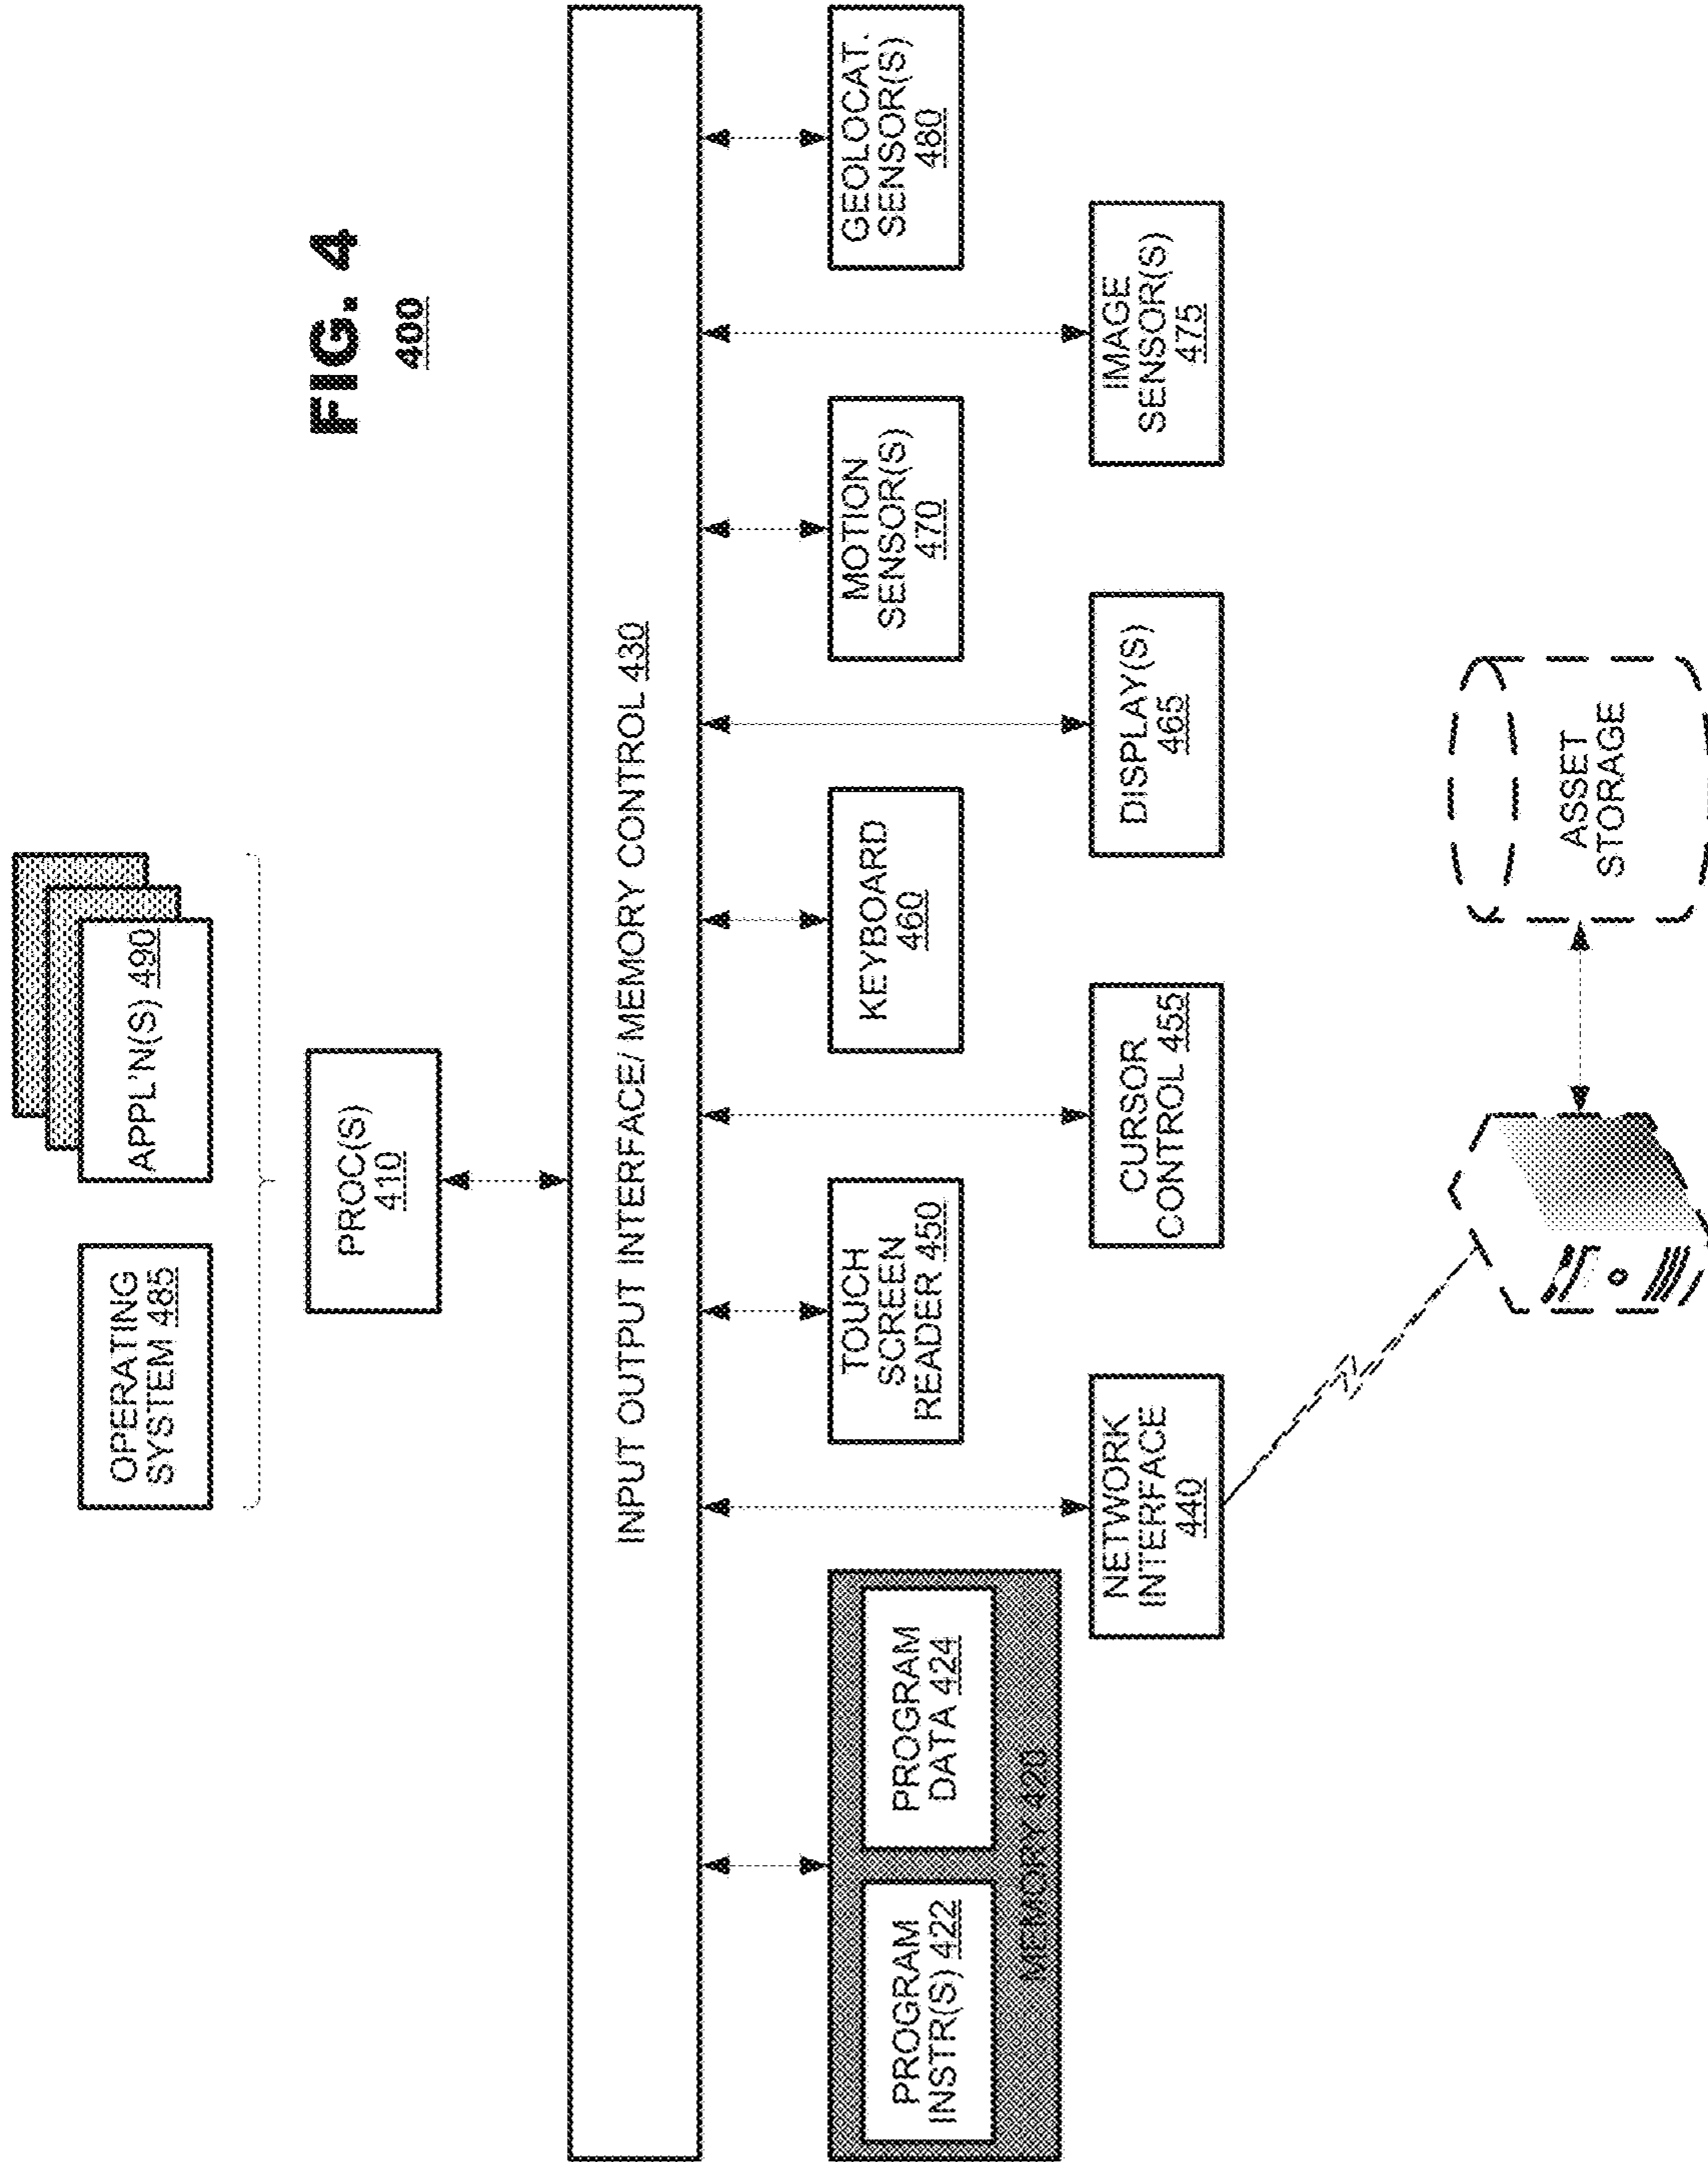 FIG. 4
400
OPERATING
SYSTEM 485
APPL'N(S) 490
PROC(S)
410
INPUT OUTPUT INTERFACE/ MEMORY CONTROL 430
PROGRAM
INSTR(S) 422
PROGRAM
DATA 424
MEMORY 420
TOUCH
SCREEN
READER 450
KEYBOARD
460
MOTION
SENSOR(S)
470
GEOLOCAT.
SENSOR(S)
480
NETWORK
INTERFACE
440
CURSOR
CONTROL 455
DISPLAY(S)
465
IMAGE
SENSOR(S)
475
ASSET
STORAGE